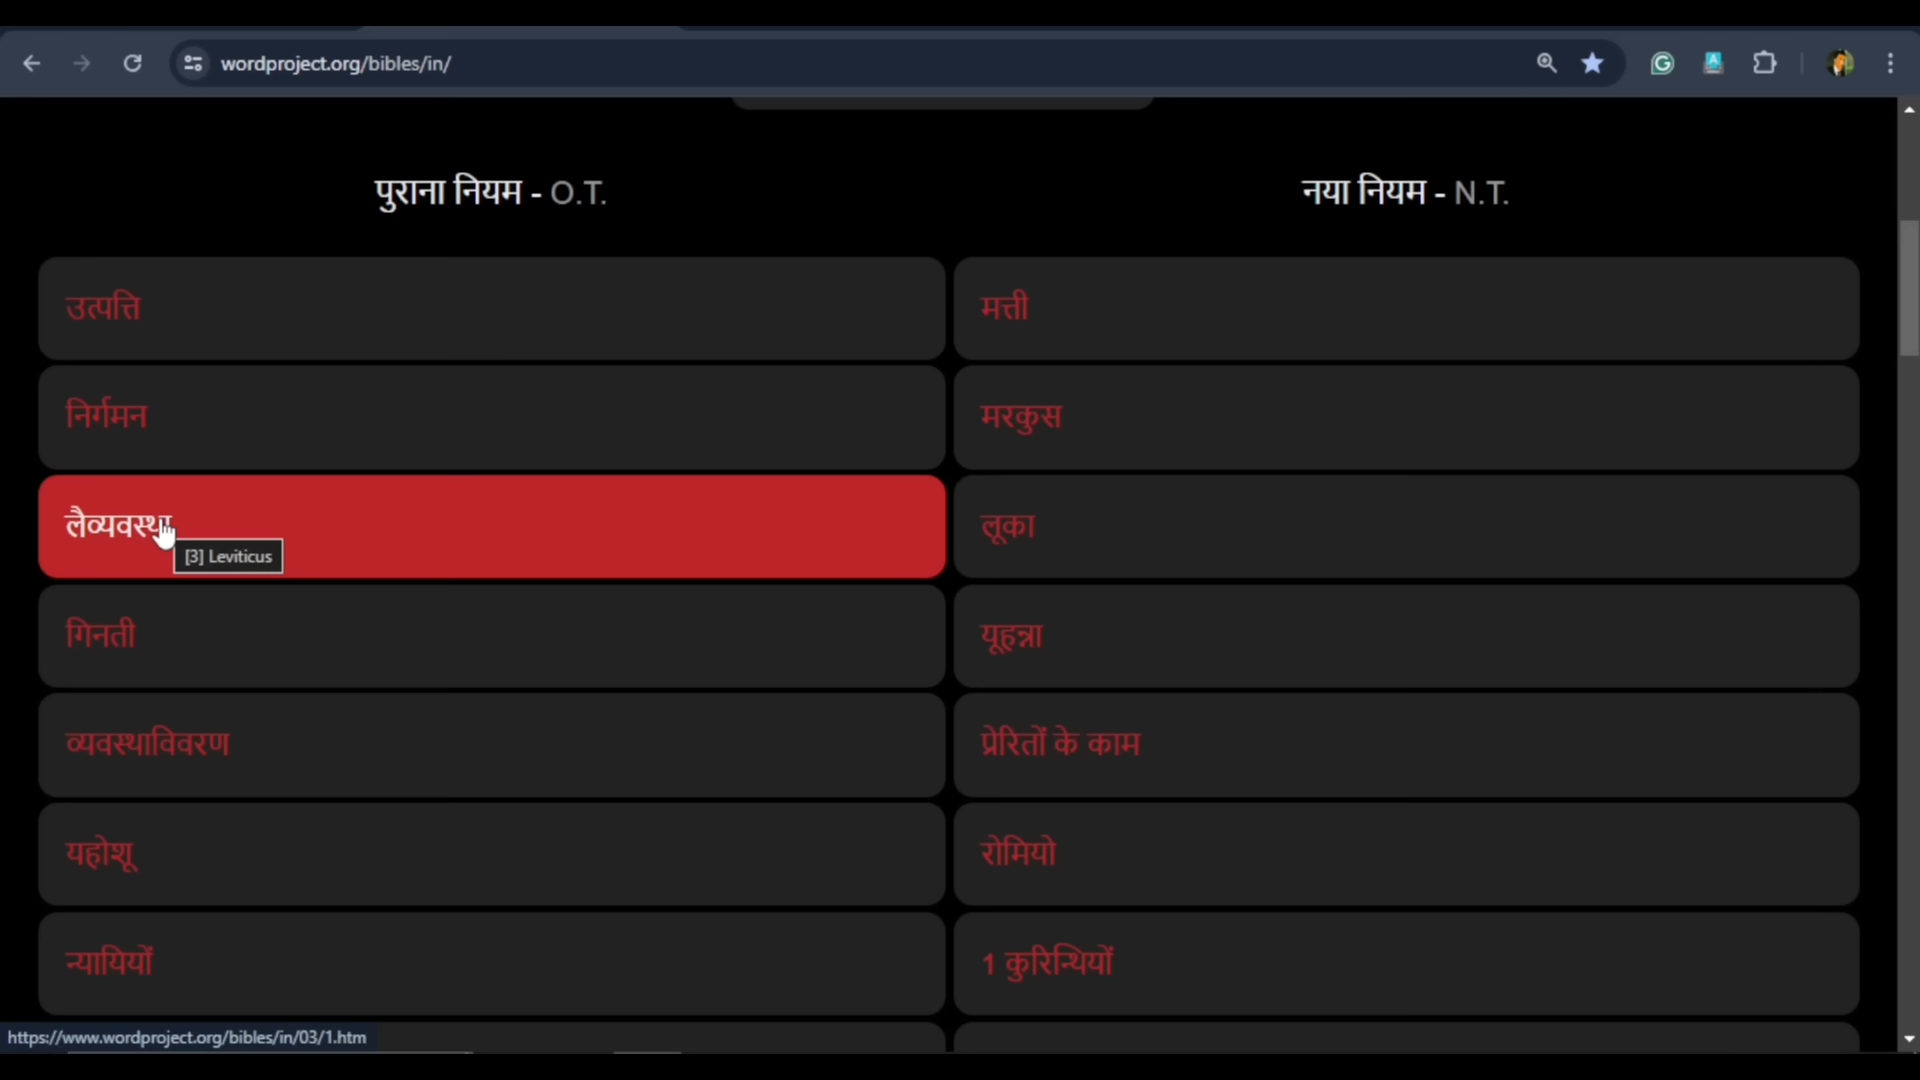 wordproject.org/bibles/in/
पुराना नियम - O.T.
नया नियम - N.T.
उत्पत्ति
मत्ती
निर्गमन
मरकुस
लैव्यवस्था
[3] Leviticus
लूका
गिनती
यूहन्ना
व्यवस्थाविवरण
प्रेरितों के काम
यहोशू
रोमियो
न्यायियों
1 कुरिन्थियों
https://www.wordproject.org/bibles/in/03/1.htm